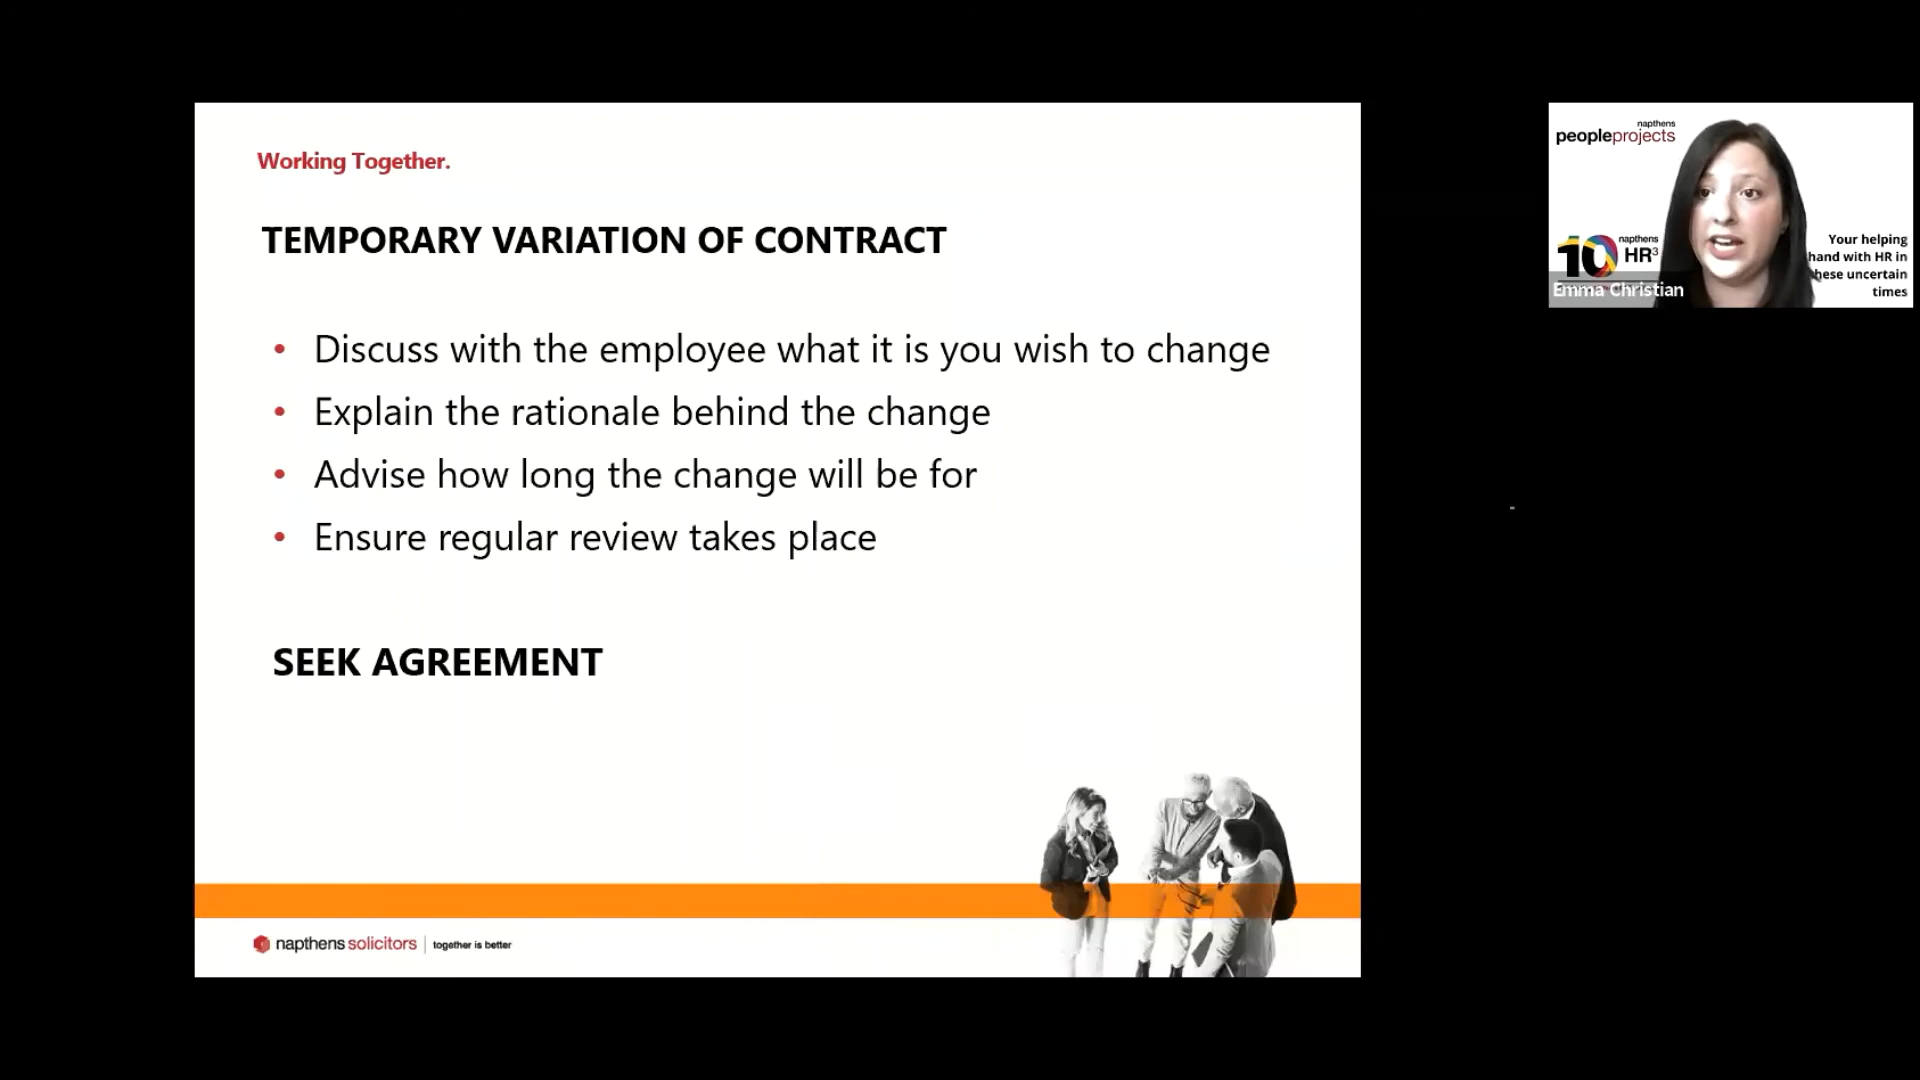 Working Together.
TEMPORARY VARIATION OF CONTRACT
• Discuss with the employee what it is you wish to change
• Explain the rationale behind the change
• Advise how long the change will be for
• Ensure regular review takes place
SEEK AGREEMENT
napthens solicitors | together is better
napthens
peopleprojects
10
napthens
HR3
Your helping
hand with HR in
hese uncertain
times
Emma Christian